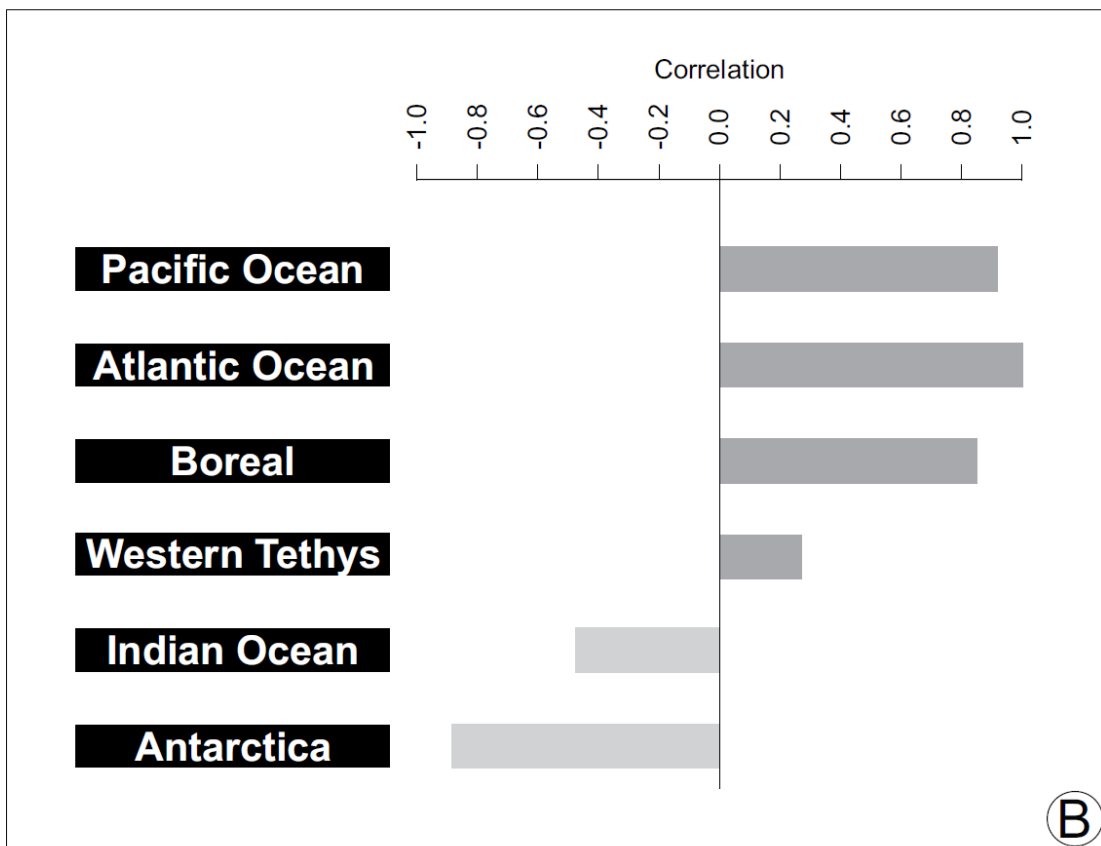 Correlation
-1.0 -0.8 -0.6 -0.4 -0.2 0.0 0.2 0.4 0.6 0.8 1.0
Pacific Ocean
Atlantic Ocean
Boreal
Western Tethys
Indian Ocean
Antarctica
B